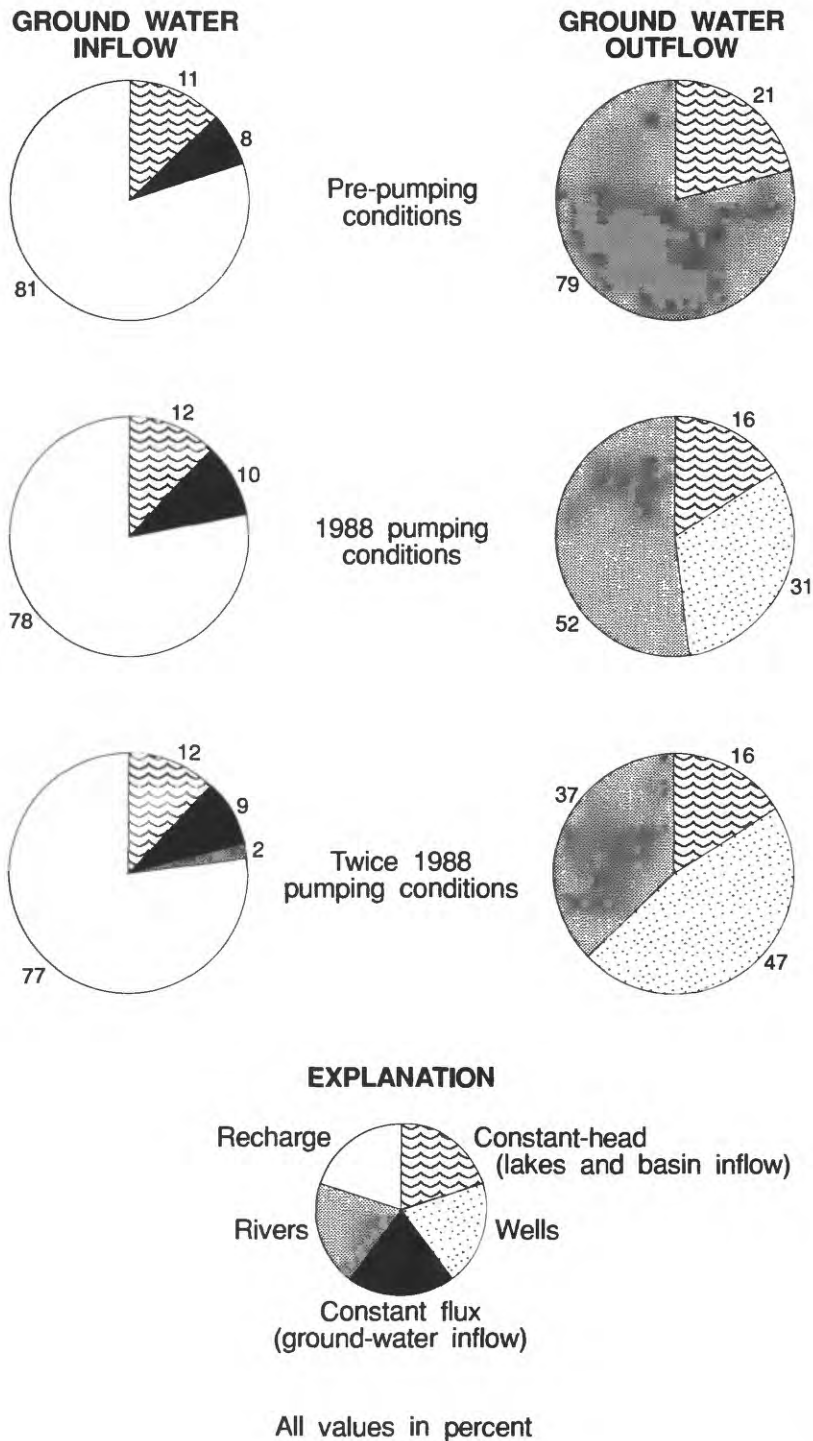 GROUND WATER
INFLOW
GROUND WATER
OUTFLOW
11
8
81
Pre-pumping
conditions
21
79
12
10
78
1988 pumping
conditions
16
31
52
12
9
2
77
Twice 1988
pumping conditions
37
16
47
EXPLANATION
Recharge
Constant-head
(lakes and basin inflow)
Rivers
Wells
Constant flux
(ground-water inflow)
All values in percent